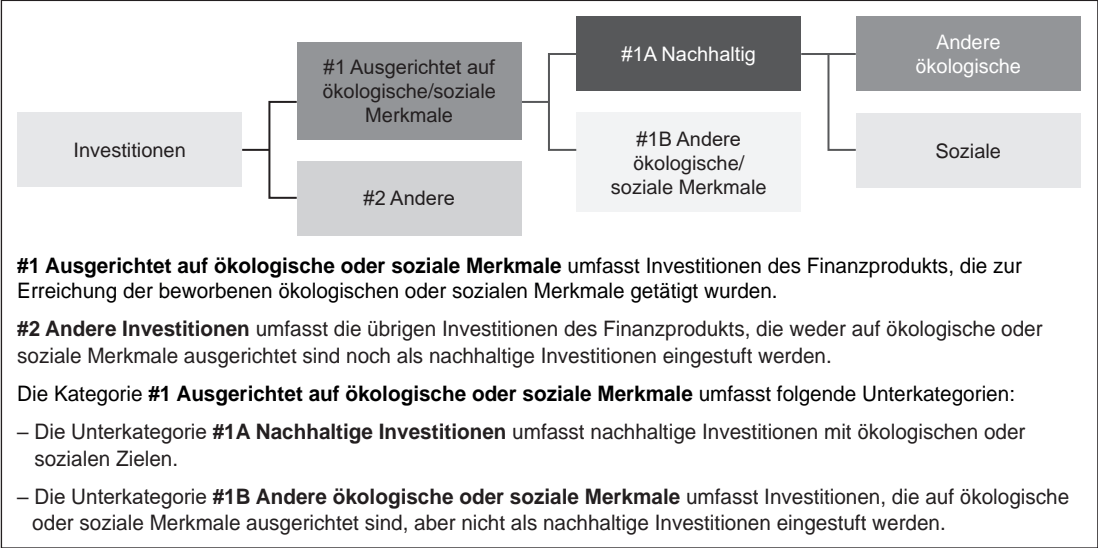 Investitionen
#1 Ausgerichtet auf
ökologische/soziale
Merkmale
#2 Andere
#1A Nachhaltig
#1B Andere
ökologische/
soziale Merkmale
Andere
ökologische
Soziale
#1 Ausgerichtet auf ökologische oder soziale Merkmale umfasst Investitionen des Finanzprodukts, die zur
Erreichung der beworbenen ökologischen oder sozialen Merkmale getätigt wurden.
#2 Andere Investitionen umfasst die übrigen Investitionen des Finanzprodukts, die weder auf ökologische oder
soziale Merkmale ausgerichtet sind noch als nachhaltige Investitionen eingestuft werden.
Die Kategorie #1 Ausgerichtet auf ökologische oder soziale Merkmale umfasst folgende Unterkategorien:
– Die Unterkategorie #1A Nachhaltige Investitionen umfasst nachhaltige Investitionen mit ökologischen oder
sozialen Zielen.
– Die Unterkategorie #1B Andere ökologische oder soziale Merkmale umfasst Investitionen, die auf ökologische
oder soziale Merkmale ausgerichtet sind, aber nicht als nachhaltige Investitionen eingestuft werden.